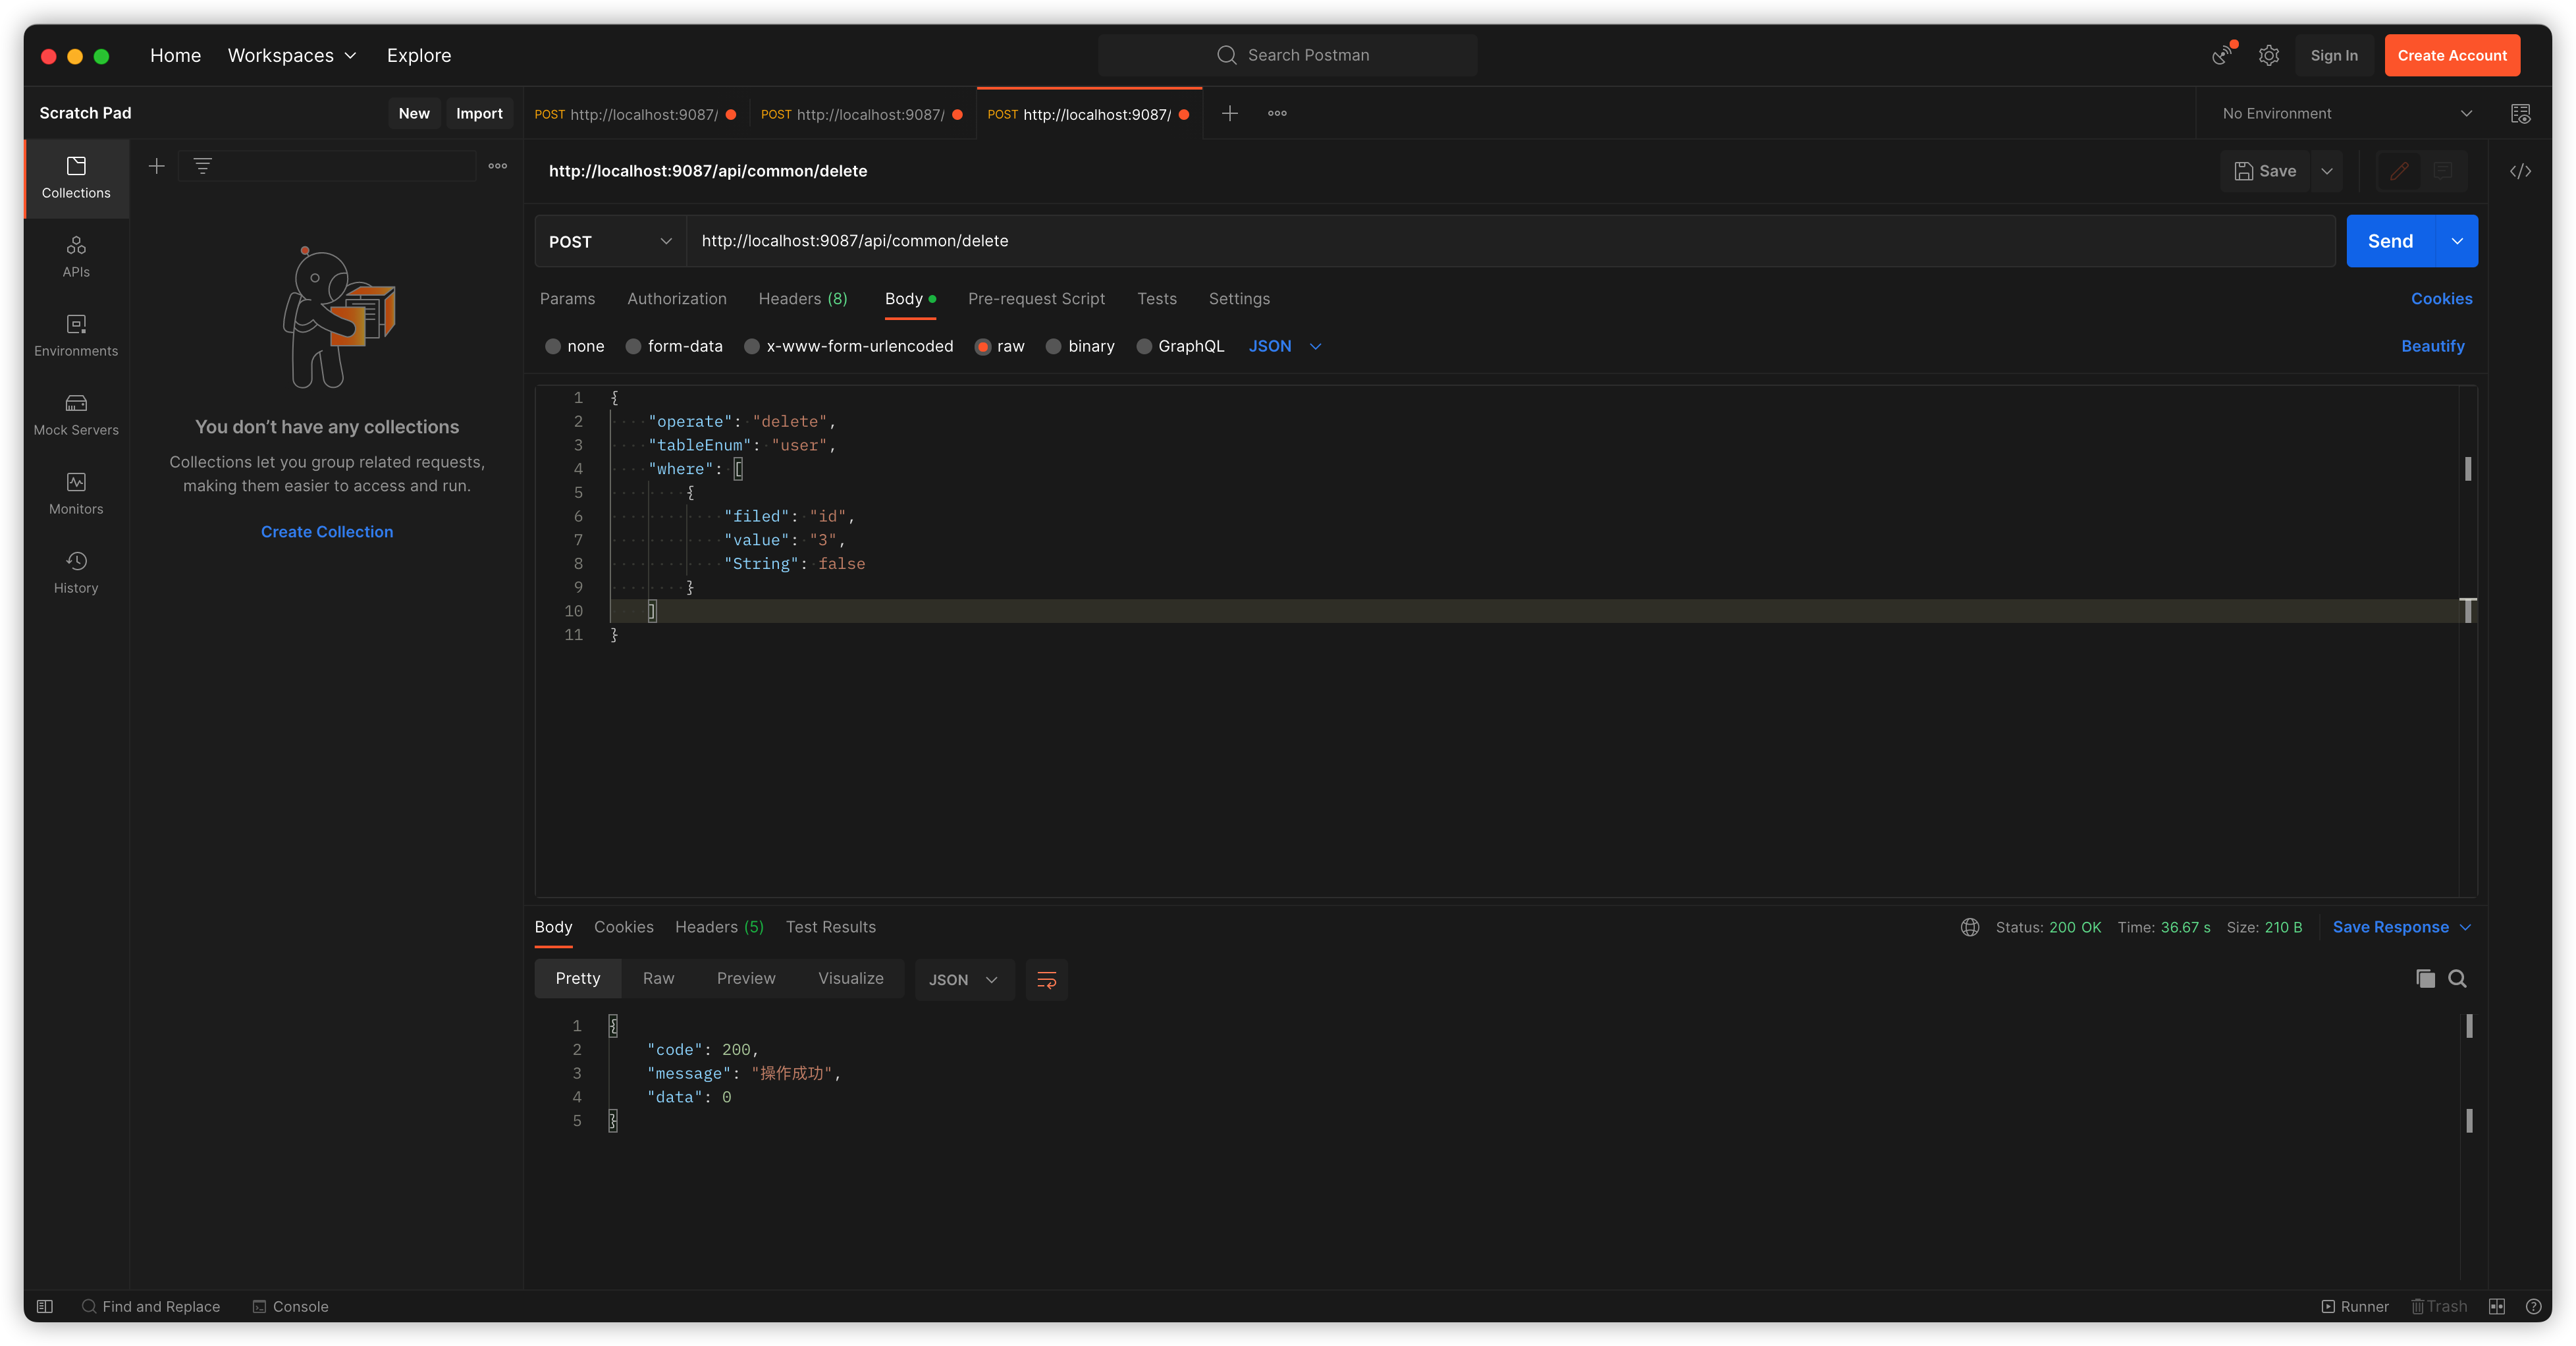 Home Workspaces Explore
Search Postman
Sign In Create Account
Scratch Pad
New Import
POST http://localhost:9087/ POST http://localhost:9087/ POST http://localhost:9087/
No Environment
Collections
APIs
Environments
Mock Servers
Monitors
History
You don’t have any collections
Collections let you group related requests,
making them easier to access and run.
Create Collection
http://localhost:9087/api/common/delete
Save
POST http://localhost:9087/api/common/delete
Send
Params Authorization Headers (8) Body Pre-request Script Tests Settings Cookies
none form-data x-www-form-urlencoded raw binary GraphQL JSON Beautify
1 {
2 "operate": "delete",
3 "tableEnum": "user",
4 "where": [
5 {
6 "filed": "id",
7 "value": "3",
8 "String": false
9 }
10 ]
11 }
Body Cookies Headers (5) Test Results
Status: 200 OK Time: 36.67 s Size: 210 B Save Response
Pretty Raw Preview Visualize JSON
1 {
2 "code": 200,
3 "message": "操作成功",
4 "data": 0
5 }
Find and Replace Console
Runner Trash